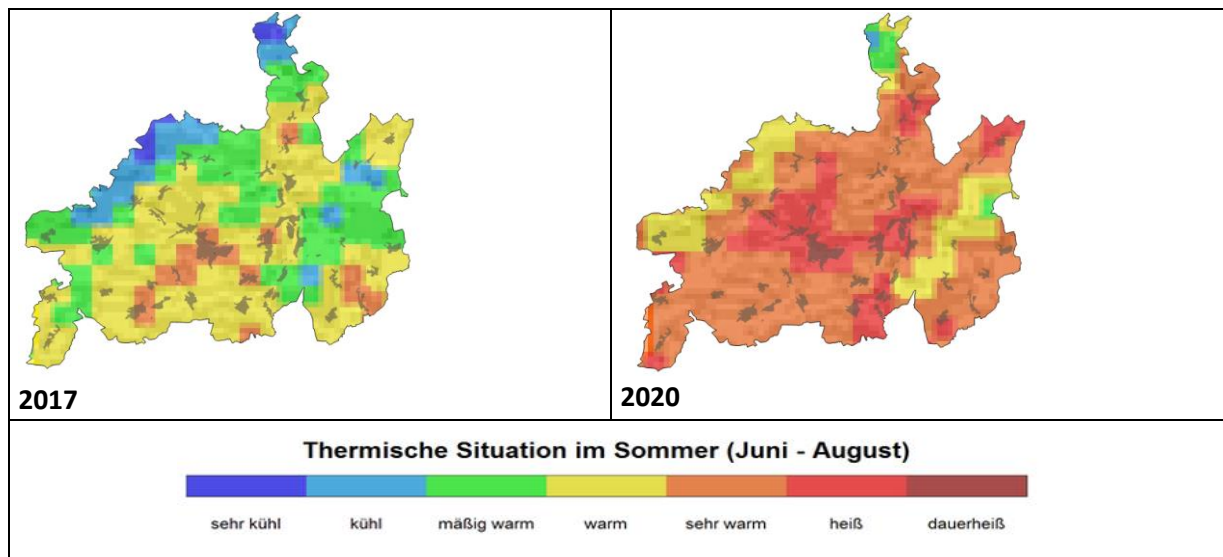 2017
2020
Thermische Situation im Sommer (Juni - August)
sehr kühl kühl mäßig warm warm sehr warm heiß dauerheiß